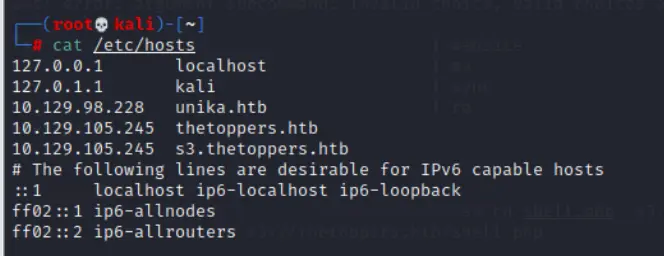 (root💀kali)-[~]
# cat /etc/hosts
127.0.0.1 localhost
127.0.1.1 kali
10.129.98.228 unika.htb
10.129.105.245 thetoppers.htb
10.129.105.245 s3.thetoppers.htb
# The following lines are desirable for IPv6 capable hosts
::1 localhost ip6-localhost ip6-loopback
ff02::1 ip6-allnodes
ff02::2 ip6-allrouters